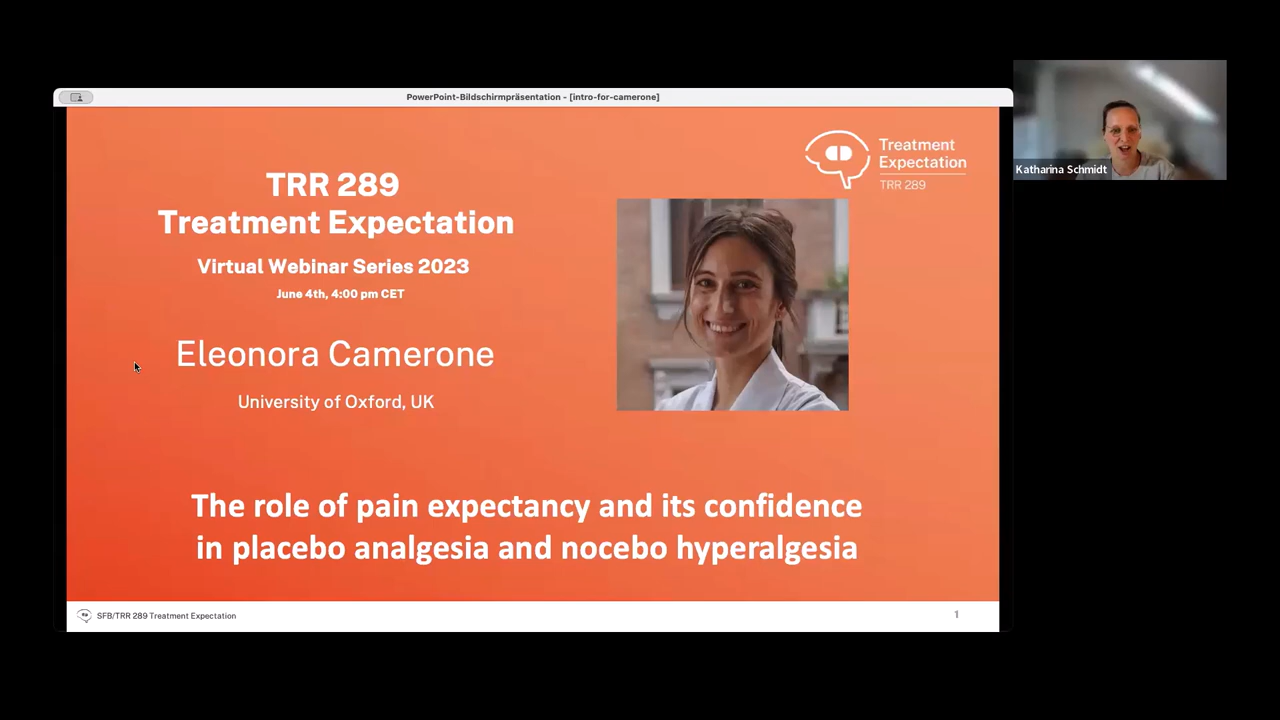 PowerPoint-Bildschirmpräsentation - [intro-for-camerone]
TRR 289
Treatment Expectation
Virtual Webinar Series 2023
June 4th, 4:00 pm CET
Eleonora Camerone
University of Oxford, UK
Treatment
Expectation
TRR 289
Katharina Schmidt
The role of pain expectancy and its confidence
in placebo analgesia and nocebo hyperalgesia
SFB/TRR 289 Treatment Expectation
1